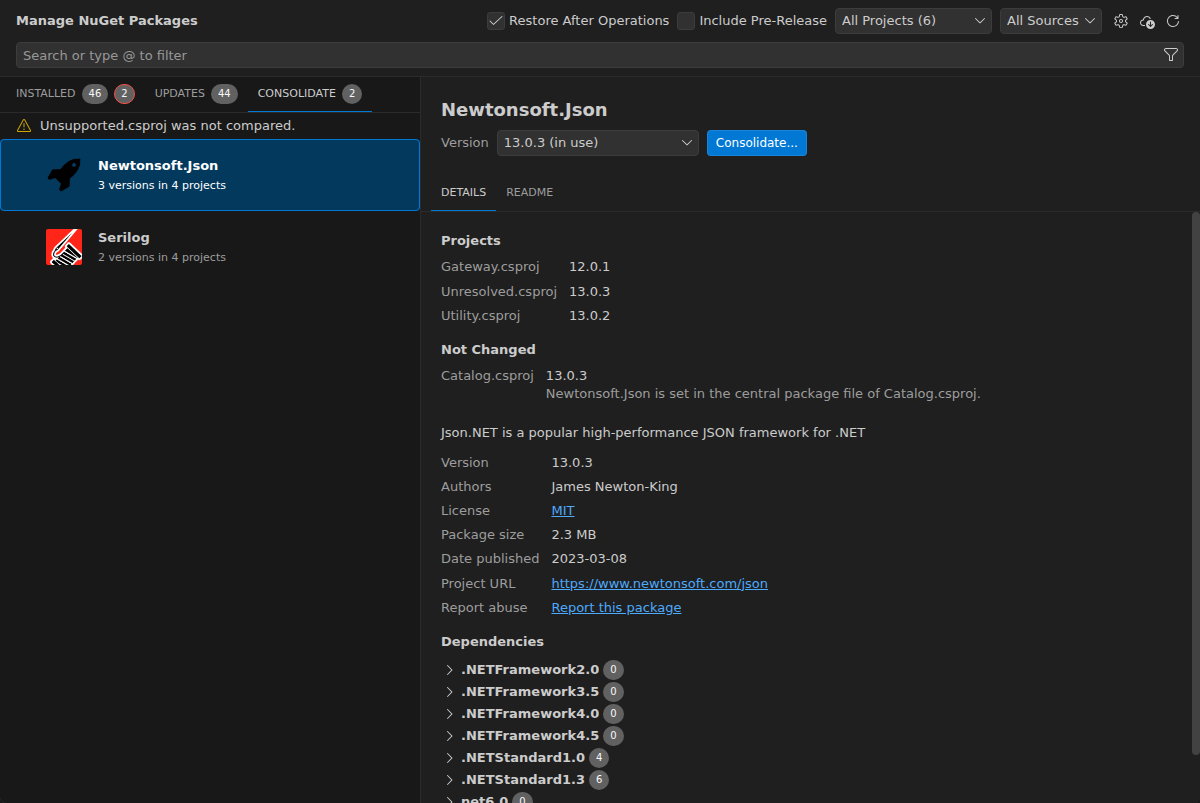 Manage NuGet Packages
Restore After Operations
Include Pre-Release
All Projects (6)
All Sources
Search or type @ to filter
INSTALLED 46 2 UPDATES 44 CONSOLIDATE 2
Unsupported.csproj was not compared.
Newtonsoft.Json
3 versions in 4 projects
Serilog
2 versions in 4 projects
Newtonsoft.Json
Version 13.0.3 (in use) Consolidate...
DETAILS README
Projects
Gateway.csproj 12.0.1
Unresolved.csproj 13.0.3
Utility.csproj 13.0.2
Not Changed
Catalog.csproj 13.0.3
Newtonsoft.Json is set in the central package file of Catalog.csproj.
Json.NET is a popular high-performance JSON framework for .NET
Version 13.0.3
Authors James Newton-King
License MIT
Package size 2.3 MB
Date published 2023-03-08
Project URL https://www.newtonsoft.com/json
Report abuse Report this package
Dependencies
.NETFramework2.0 0
.NETFramework3.5 0
.NETFramework4.0 0
.NETFramework4.5 0
.NETStandard1.0 4
.NETStandard1.3 6
net6.0 0